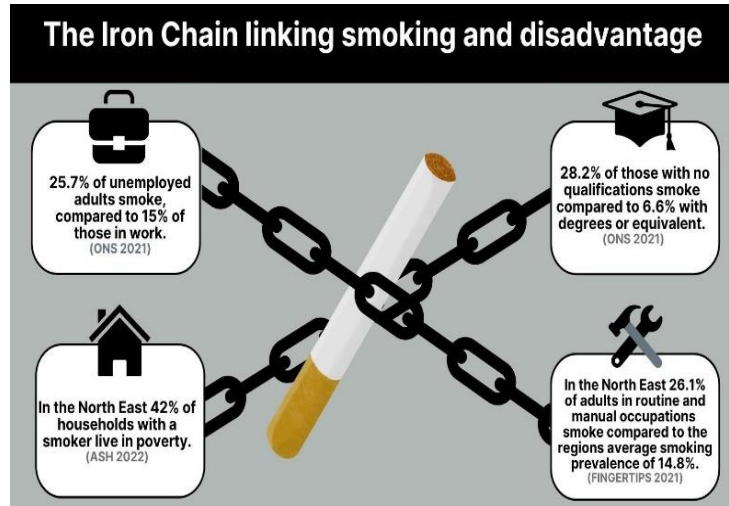 The Iron Chain linking smoking and disadvantage
25.7% of unemployed
adults smoke,
compared to 15% of
those in work.
(ONS 2021)
28.2% of those with no
qualifications smoke
compared to 6.6% with
degrees or equivalent.
(ONS 2021)
In the North East 42% of
households with a
smoker live in poverty.
(ASH 2022)
In the North East 26.1%
of adults in routine and
manual occupations
smoke compared to the
regions average smoking
prevalence of 14.8%.
(FINGERTIPS 2021)